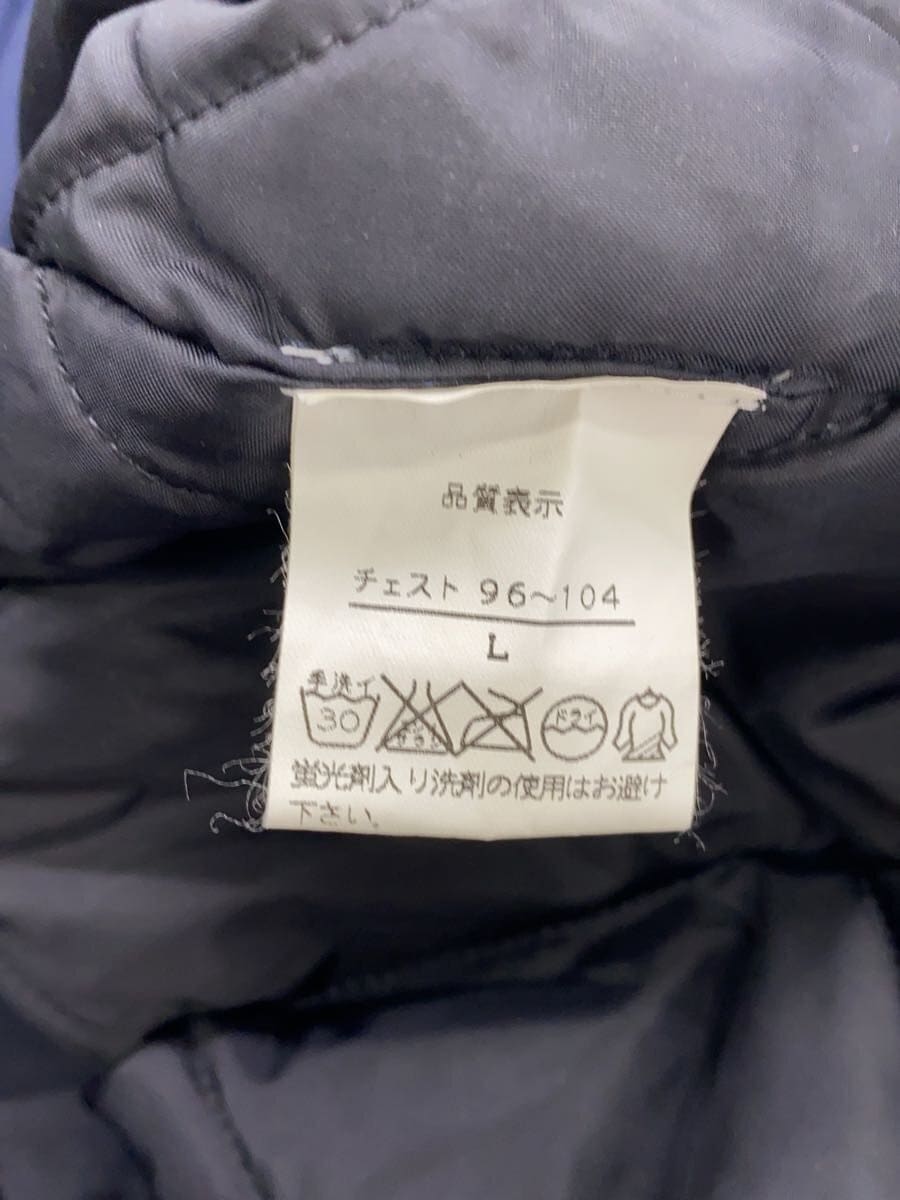 品質表示
チェスト 96~104
L
手洗イ
30
ドライ
蛍光剤入り洗剤の使用はお避け
下さい。